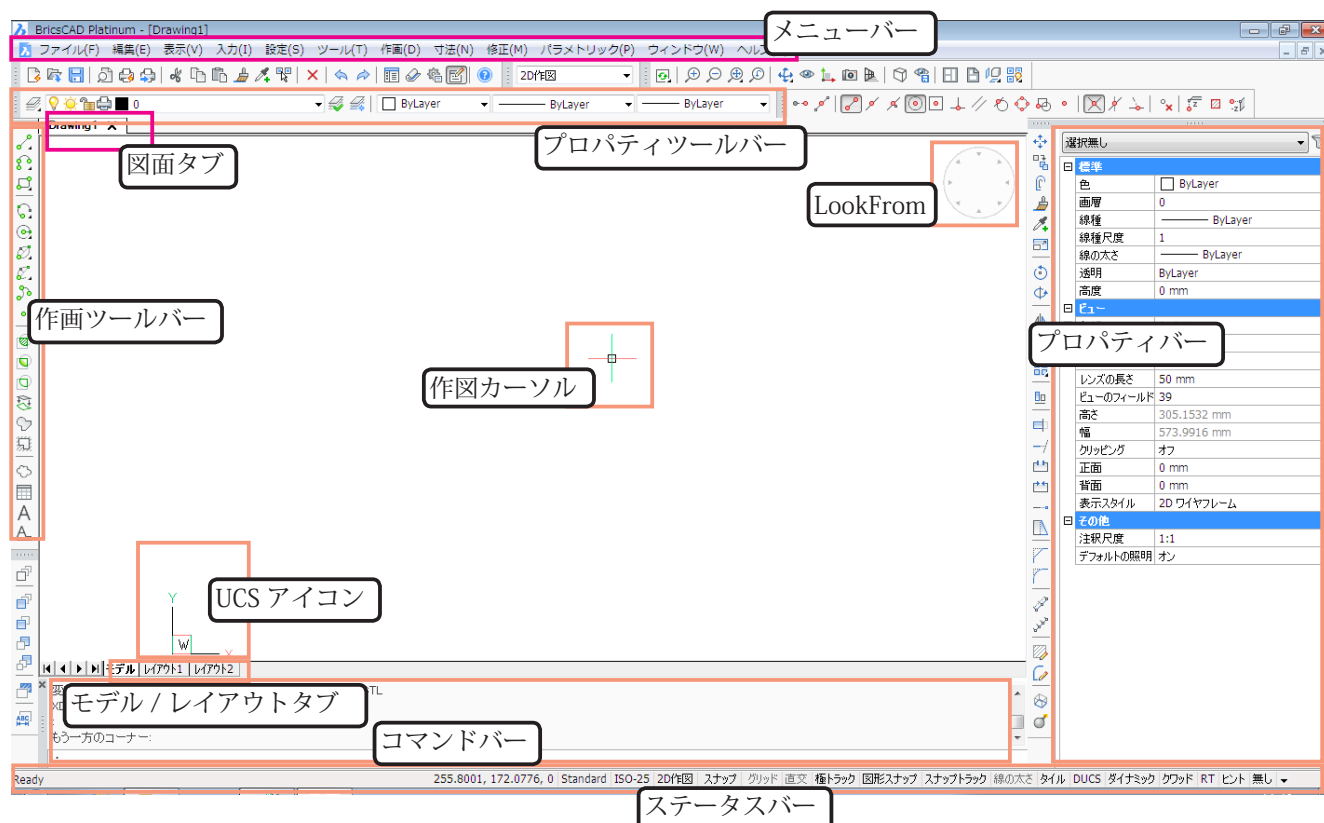 BricsCAD Platinum - [Drawing1]
メニューバー
ファイル(F) 編集(E) 表示(V) 入力(I) 設定(S) ツール(T) 作画(D) 寸法(N) 修正(M) パラメトリック(P) ウィンドウ(W)
2D作図
0 ByLayer ByLayer ByLayer
Drawing1 X
図面タブ
プロパティツールバー
LookFrom
選択無し
標準
色 ByLayer
画層 0
線種 ByLayer
線種尺度 1
線の太さ ByLayer
透明 ByLayer
高度 0 mm
ビュー
作画ツールバー
プロパティバー
作図カーソル
レンズの長さ 50 mm
ビューのフィールド 39
高さ 305.1532 mm
幅 573.9916 mm
クリッピング オフ
正面 0 mm
背面 0 mm
表示スタイル 2D ワイヤフレーム
その他
注釈尺度 1:1
デフォルトの照明 オン
A
A
Y
UCS アイコン
W
X
モデル レイアウト1 レイアウト2
モデル / レイアウトタブ
ABC
コマンドバー
もう一方のコーナー:
:
Ready 255.8001, 172.0776, 0 Standard ISO-25 2D作図 スナップ グリッド 直交 極トラック 図形スナップ スナップトラック 線の太さ タイル DUCS ダイナミック クワッド RT ヒント 無し
ステータスバー